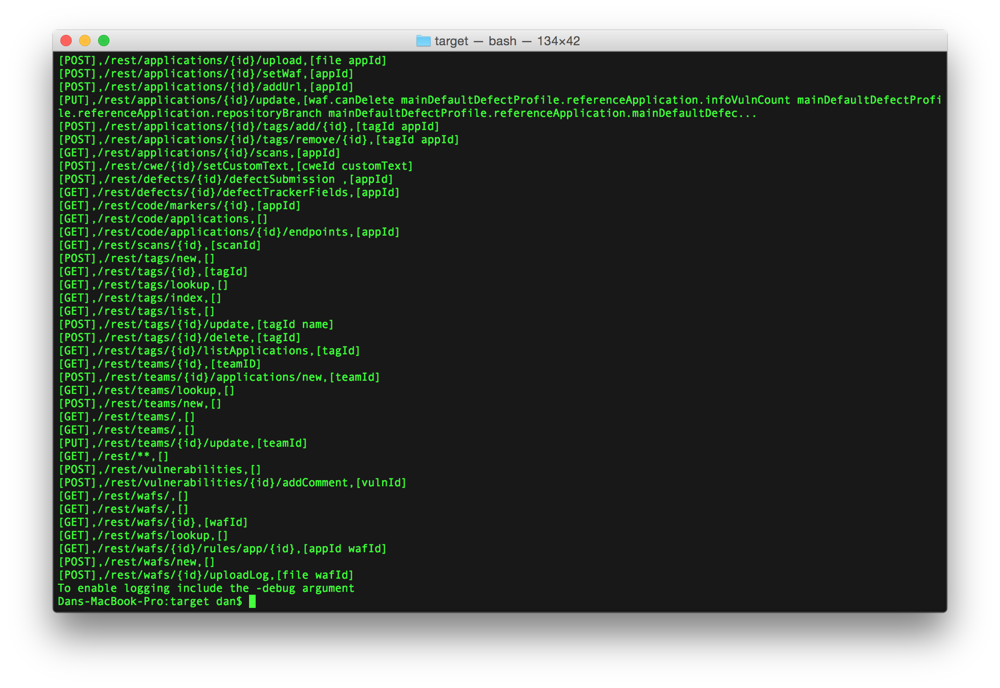 target — bash — 134×42
[POST],/rest/applications/{id}/upload,[file appId]
[POST],/rest/applications/{id}/setWaf,[appId]
[POST],/rest/applications/{id}/addUrl,[appId]
[PUT],/rest/applications/{id}/update,[waf.canDelete mainDefaultDefectProfile.referenceApplication.infoVulnCount mainDefaultDefectProfi
le.referenceApplication.repositoryBranch mainDefaultDefectProfile.referenceApplication.mainDefaultDefec...
[POST],/rest/applications/{id}/tags/add/{id},[tagId appId]
[POST],/rest/applications/{id}/tags/remove/{id},[tagId appId]
[GET],/rest/applications/{id}/scans,[appId]
[POST],/rest/cwe/{id}/setCustomText,[cweId customText]
[POST],/rest/defects/{id}/defectSubmission ,[appId]
[GET],/rest/defects/{id}/defectTrackerFields,[appId]
[GET],/rest/code/markers/{id},[appId]
[GET],/rest/code/applications,[]
[GET],/rest/code/applications/{id}/endpoints,[appId]
[GET],/rest/scans/{id},[scanId]
[POST],/rest/tags/new,[]
[GET],/rest/tags/{id},[tagId]
[GET],/rest/tags/lookup,[]
[GET],/rest/tags/index,[]
[GET],/rest/tags/list,[]
[POST],/rest/tags/{id}/update,[tagId name]
[POST],/rest/tags/{id}/delete,[tagId]
[GET],/rest/tags/{id}/listApplications,[tagId]
[GET],/rest/teams/{id},[teamID]
[POST],/rest/teams/{id}/applications/new,[teamId]
[GET],/rest/teams/lookup,[]
[POST],/rest/teams/new,[]
[GET],/rest/teams/,[]
[GET],/rest/teams/,[]
[PUT],/rest/teams/{id}/update,[teamId]
[GET],/rest/**,[]
[POST],/rest/vulnerabilities,[]
[POST],/rest/vulnerabilities/{id}/addComment,[vulnId]
[GET],/rest/wafs/,[]
[GET],/rest/wafs/,[]
[GET],/rest/wafs/{id},[wafId]
[GET],/rest/wafs/lookup,[]
[GET],/rest/wafs/{id}/rules/app/{id},[appId wafId]
[POST],/rest/wafs/new,[]
[POST],/rest/wafs/{id}/uploadLog,[file wafId]
To enable logging include the -debug argument
Dans-MacBook-Pro:target dan$